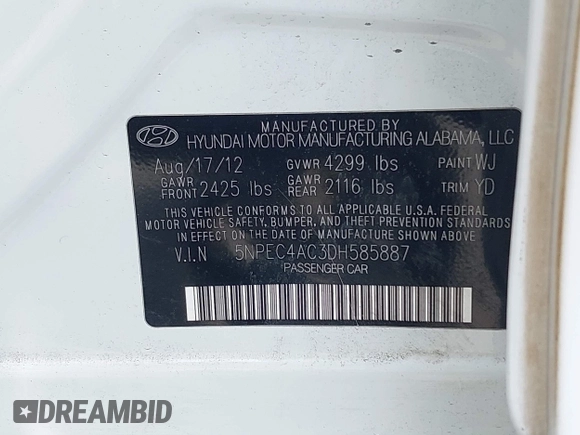 MANUFACTURED BY
HYUNDAI MOTOR MANUFACTURING ALABAMA, LLC
Aug/17/12 GVWR 4299 lbs PAINT WJ
GAWR FRONT 2425 lbs GAWR REAR 2116 lbs TRIM YD
THIS VEHICLE CONFORMS TO ALL APPLICABLE U.S.A. FEDERAL
MOTOR VEHICLE SAFETY, BUMPER, AND THEFT PREVENTION STANDARDS
IN EFFECT ON THE DATE OF MANUFACTURE SHOWN ABOVE.
V.I.N 5NPEC4AC3DH585887
PASSENGER CAR
DREAMBID